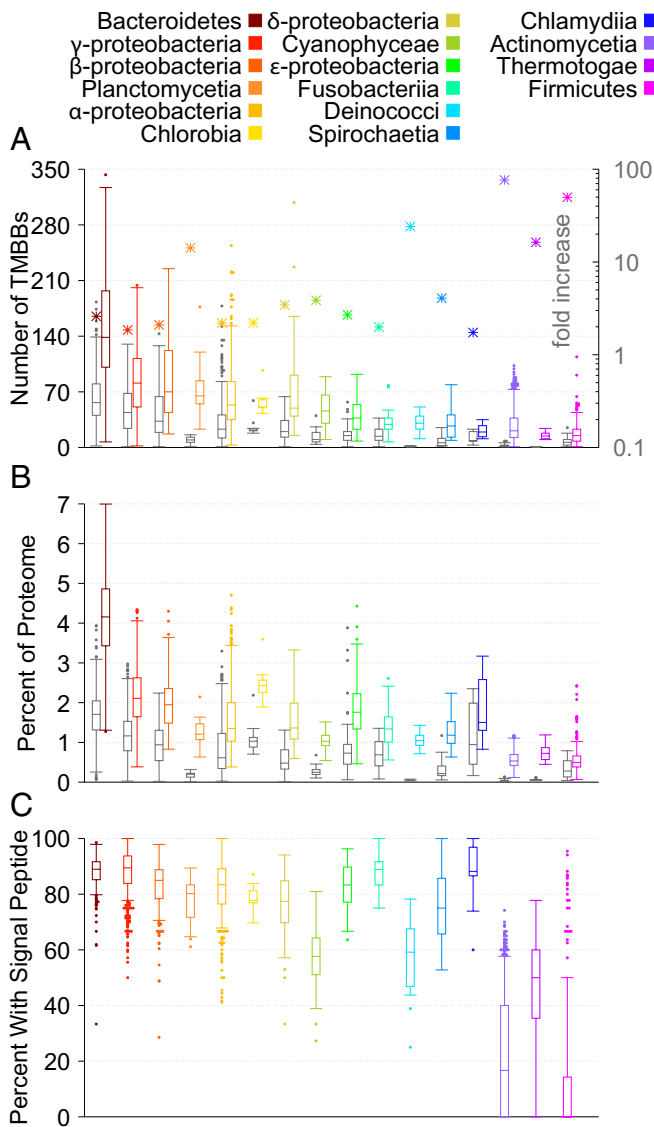 Bacteroidetes δ-proteobacteria Chlamydiia
γ-proteobacteria Cyanophyceae Actinomycetia
β-proteobacteria ε-proteobacteria Thermotogae
Planctomycetia Fusobacteriia Firmicutes
α-proteobacteria Deinococci
Chlorobia Spirochaetia
A
Number of TMBBs
350
280
210
140
70
0
100
10
1
0.1
fold increase
B
Percent of Proteome
7
6
5
4
3
2
1
0
C
Percent With Signal Peptide
100
80
60
40
20
0